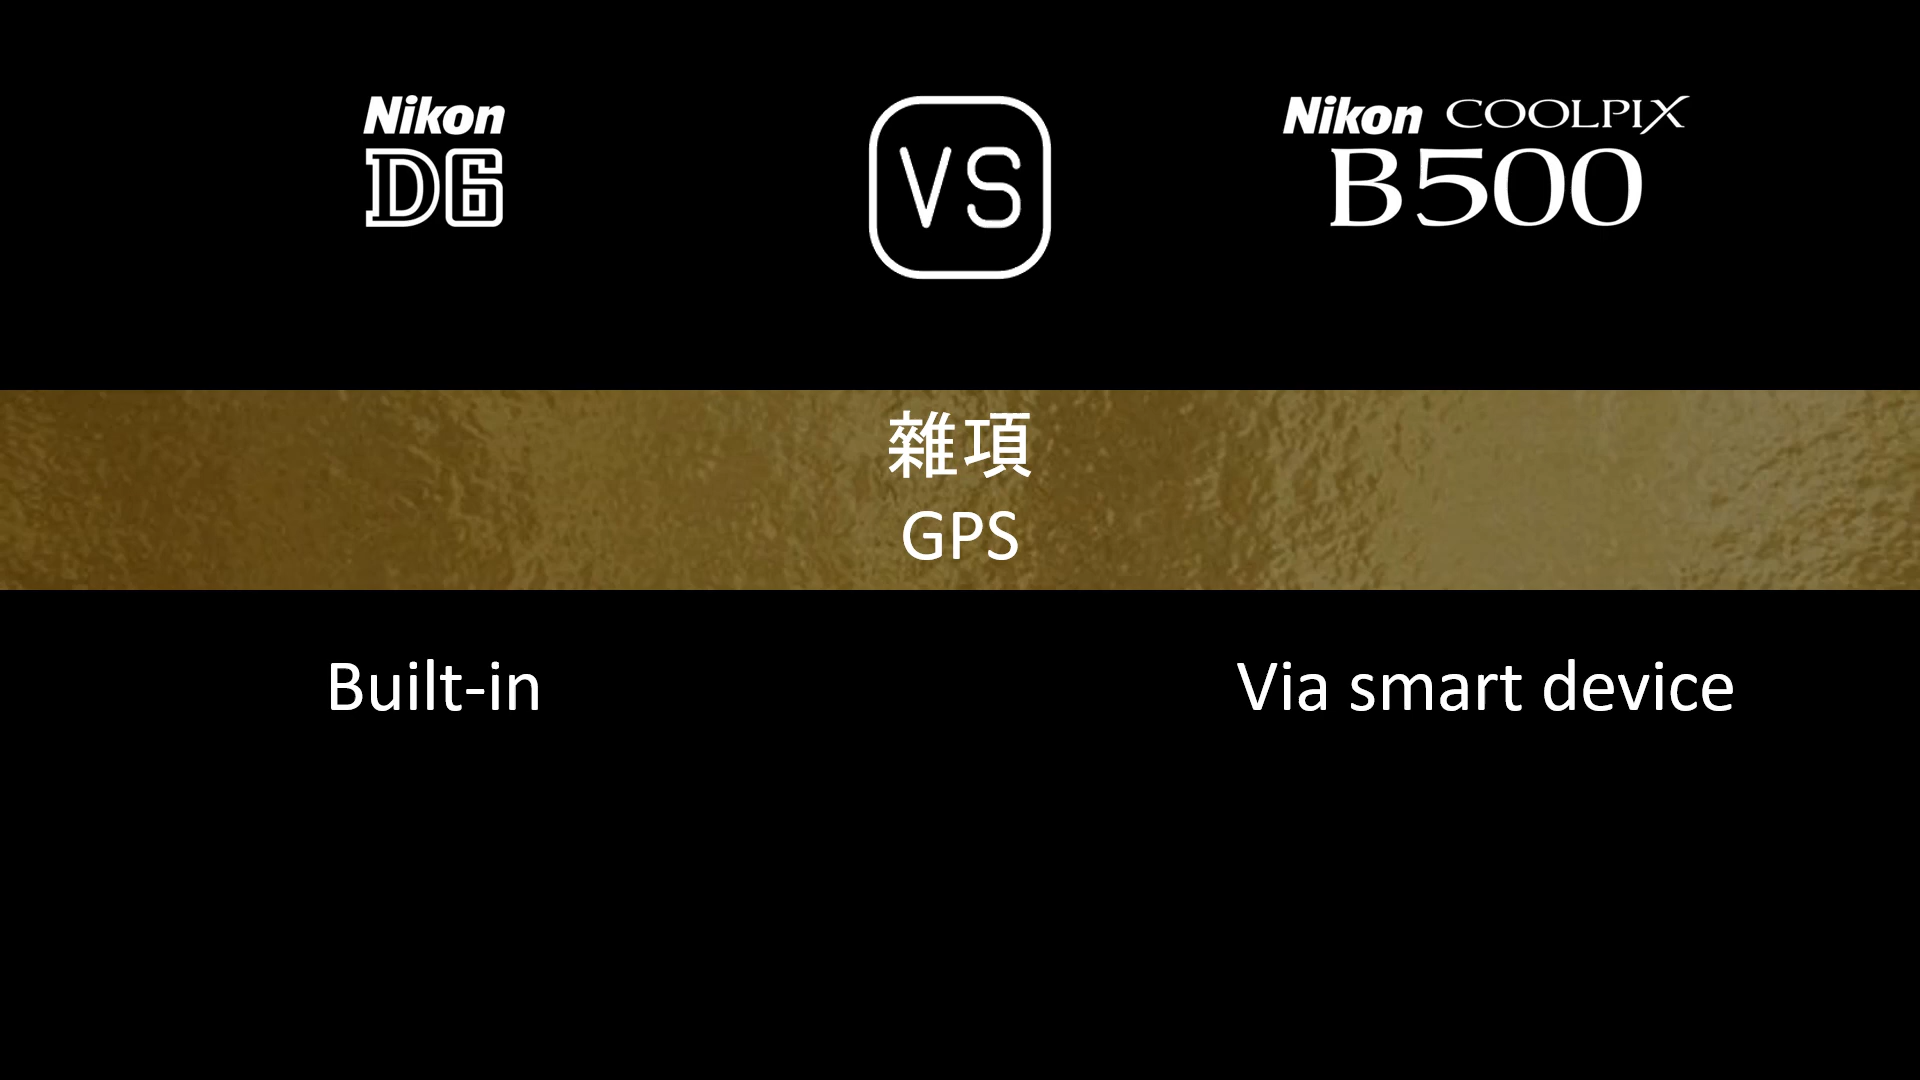 Nikon
D6
VS
Nikon COOLPIX
B500
雜項
GPS
Built-in
Via smart device